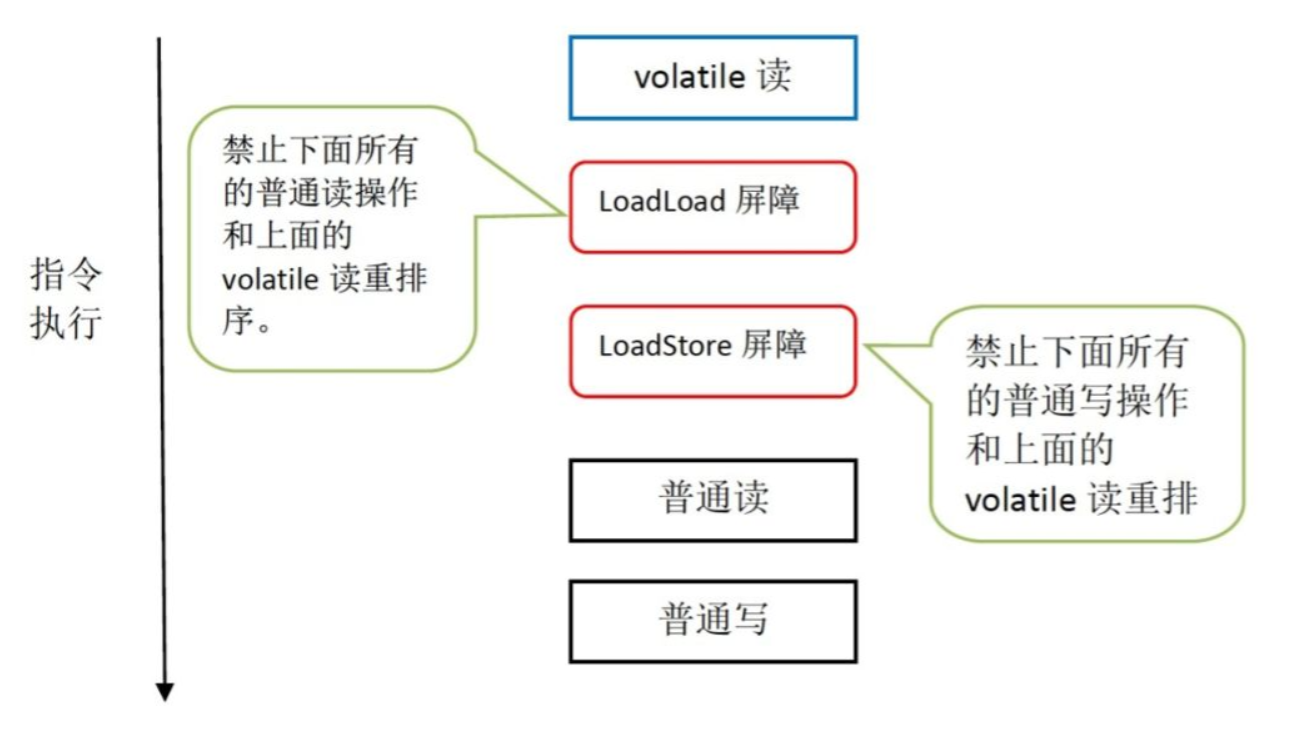 volatile 读
禁止下面所有
的普通读操作
和上面的
volatile 读重排
序。
LoadLoad 屏障
指令
执行
LoadStore 屏障
禁止下面所有
的普通写操作
和上面的
volatile 读重排
普通读
普通写